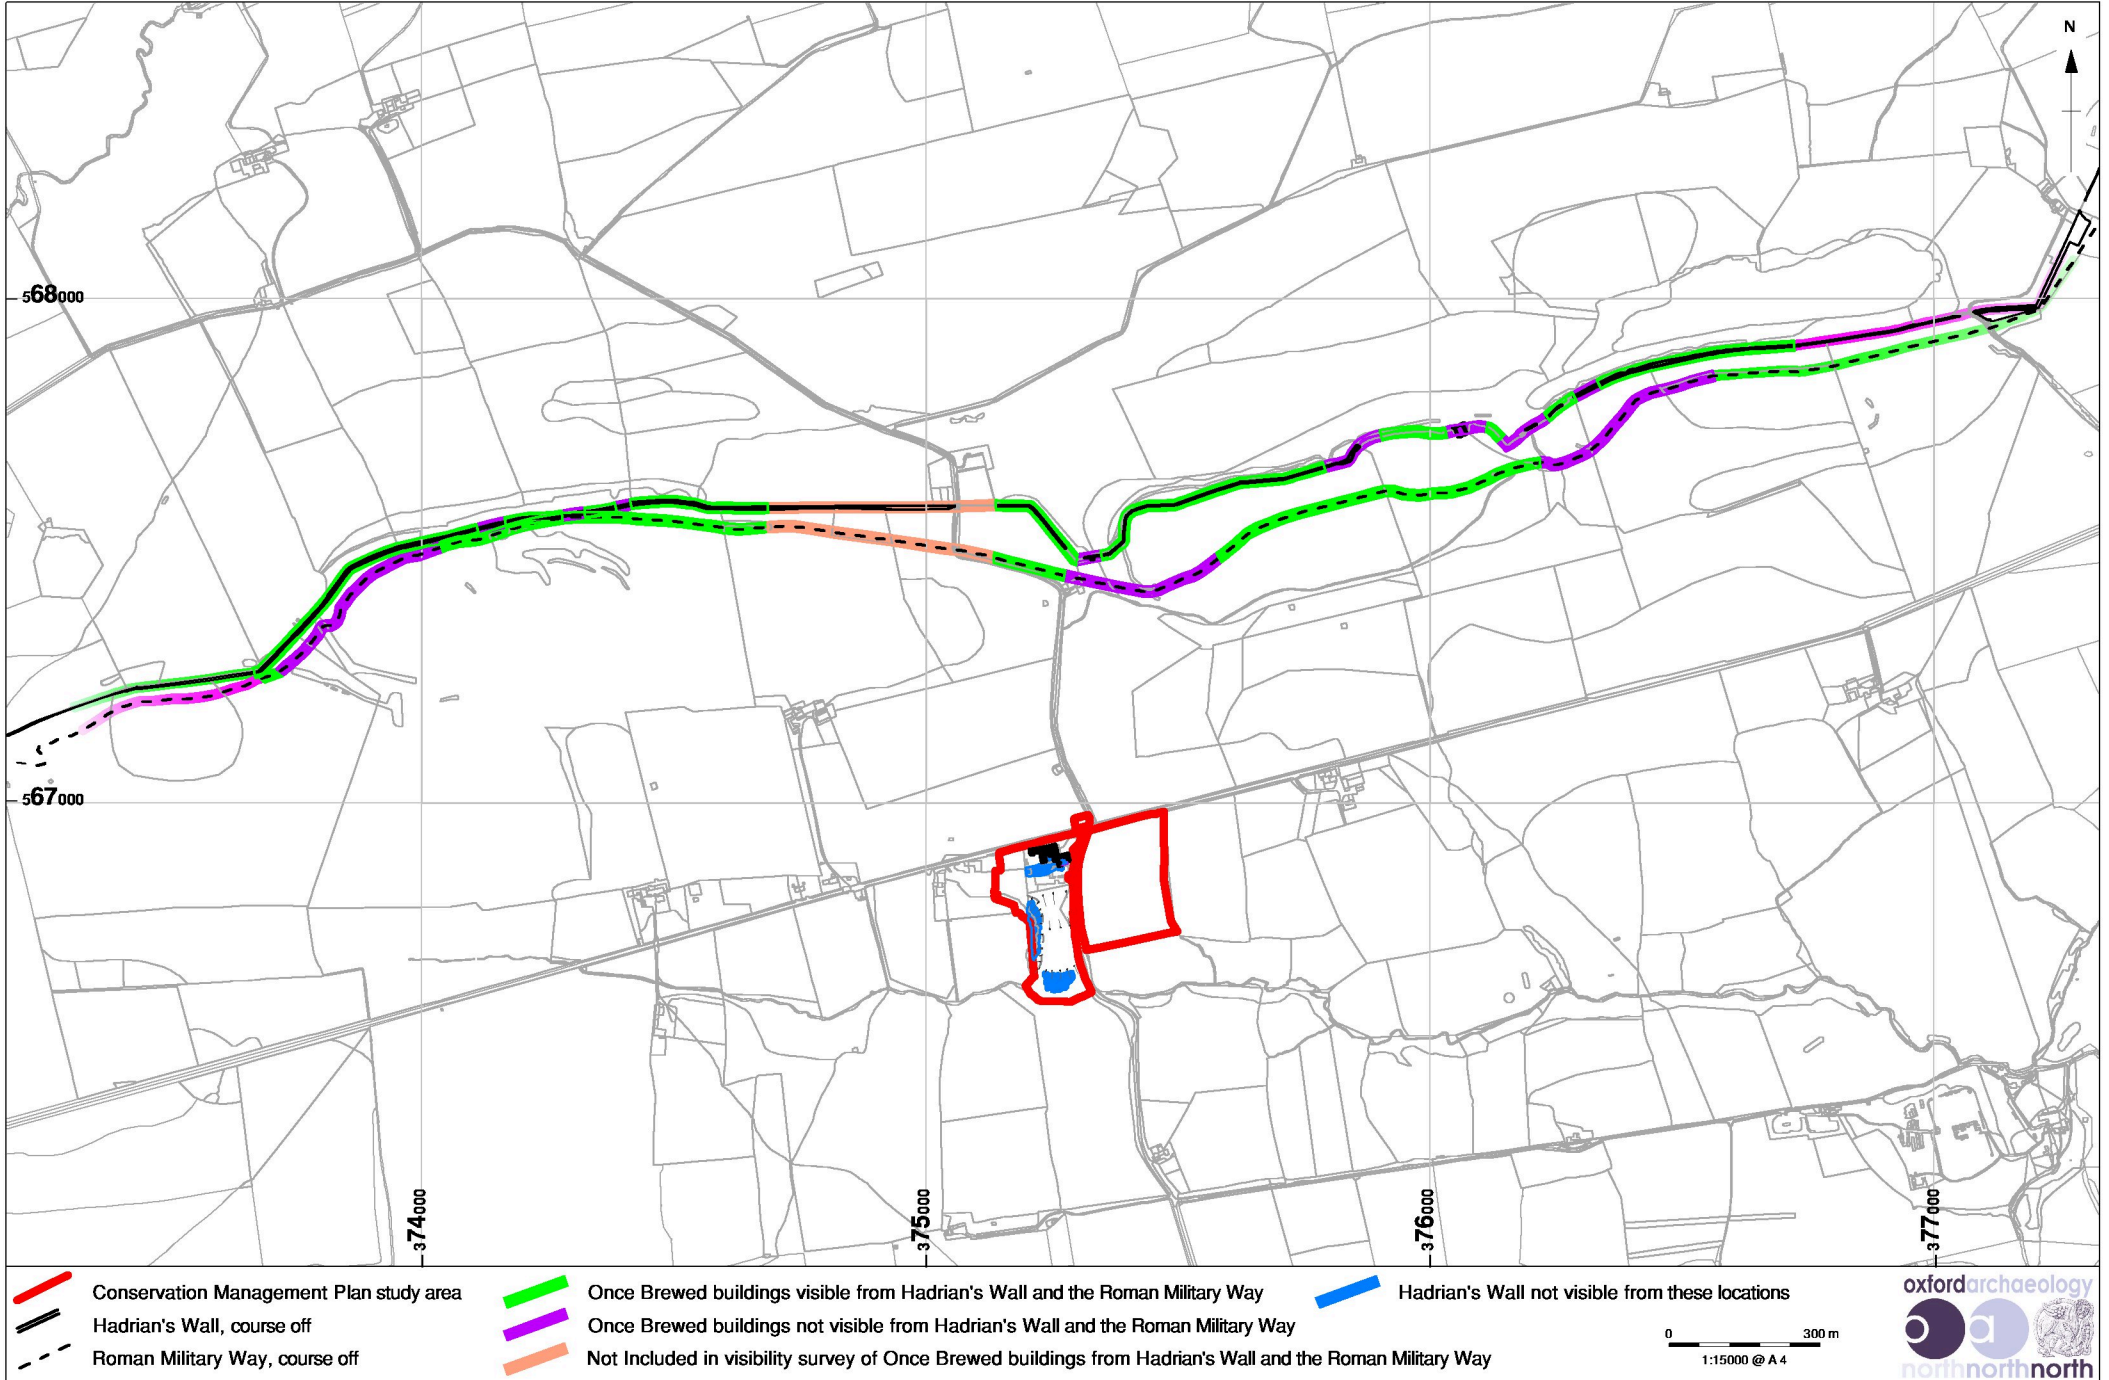 N
568000
567000
374000
375000
376000
377000
Conservation Management Plan study area
Hadrian's Wall, course off
Roman Military Way, course off
Once Brewed buildings visible from Hadrian's Wall and the Roman Military Way
Once Brewed buildings not visible from Hadrian's Wall and the Roman Military Way
Not Included in visibility survey of Once Brewed buildings from Hadrian's Wall and the Roman Military Way
Hadrian's Wall not visible from these locations
0 300 m
1:15000 @ A 4
oxfordarchaeology
o a
northnorthnorth